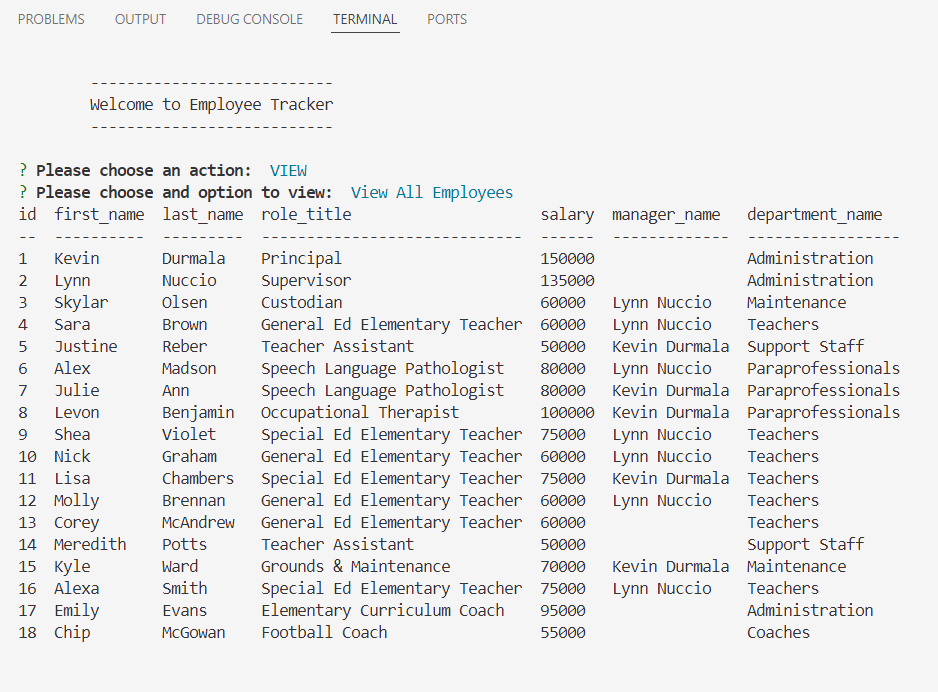 PROBLEMS OUTPUT DEBUG CONSOLE TERMINAL PORTS
---------------------------
Welcome to Employee Tracker
---------------------------
? Please choose an action: VIEW
? Please choose and option to view: View All Employees
id first_name last_name role_title salary manager_name department_name
-- ---------- --------- ----------------------------- ------ ------------- -----------------
1 Kevin Durmala Principal 150000 Administration
2 Lynn Nuccio Supervisor 135000 Administration
3 Skylar Olsen Custodian 60000 Lynn Nuccio Maintenance
4 Sara Brown General Ed Elementary Teacher 60000 Lynn Nuccio Teachers
5 Justine Reber Teacher Assistant 50000 Kevin Durmala Support Staff
6 Alex Madson Speech Language Pathologist 80000 Lynn Nuccio Paraprofessionals
7 Julie Ann Speech Language Pathologist 80000 Kevin Durmala Paraprofessionals
8 Levon Benjamin Occupational Therapist 100000 Kevin Durmala Paraprofessionals
9 Shea Violet Special Ed Elementary Teacher 75000 Lynn Nuccio Teachers
10 Nick Graham General Ed Elementary Teacher 60000 Lynn Nuccio Teachers
11 Lisa Chambers Special Ed Elementary Teacher 75000 Kevin Durmala Teachers
12 Molly Brennan General Ed Elementary Teacher 60000 Lynn Nuccio Teachers
13 Corey McAndrew General Ed Elementary Teacher 60000 Teachers
14 Meredith Potts Teacher Assistant 50000 Support Staff
15 Kyle Ward Grounds & Maintenance 70000 Kevin Durmala Maintenance
16 Alexa Smith Special Ed Elementary Teacher 75000 Lynn Nuccio Teachers
17 Emily Evans Elementary Curriculum Coach 95000 Administration
18 Chip McGowan Football Coach 55000 Coaches